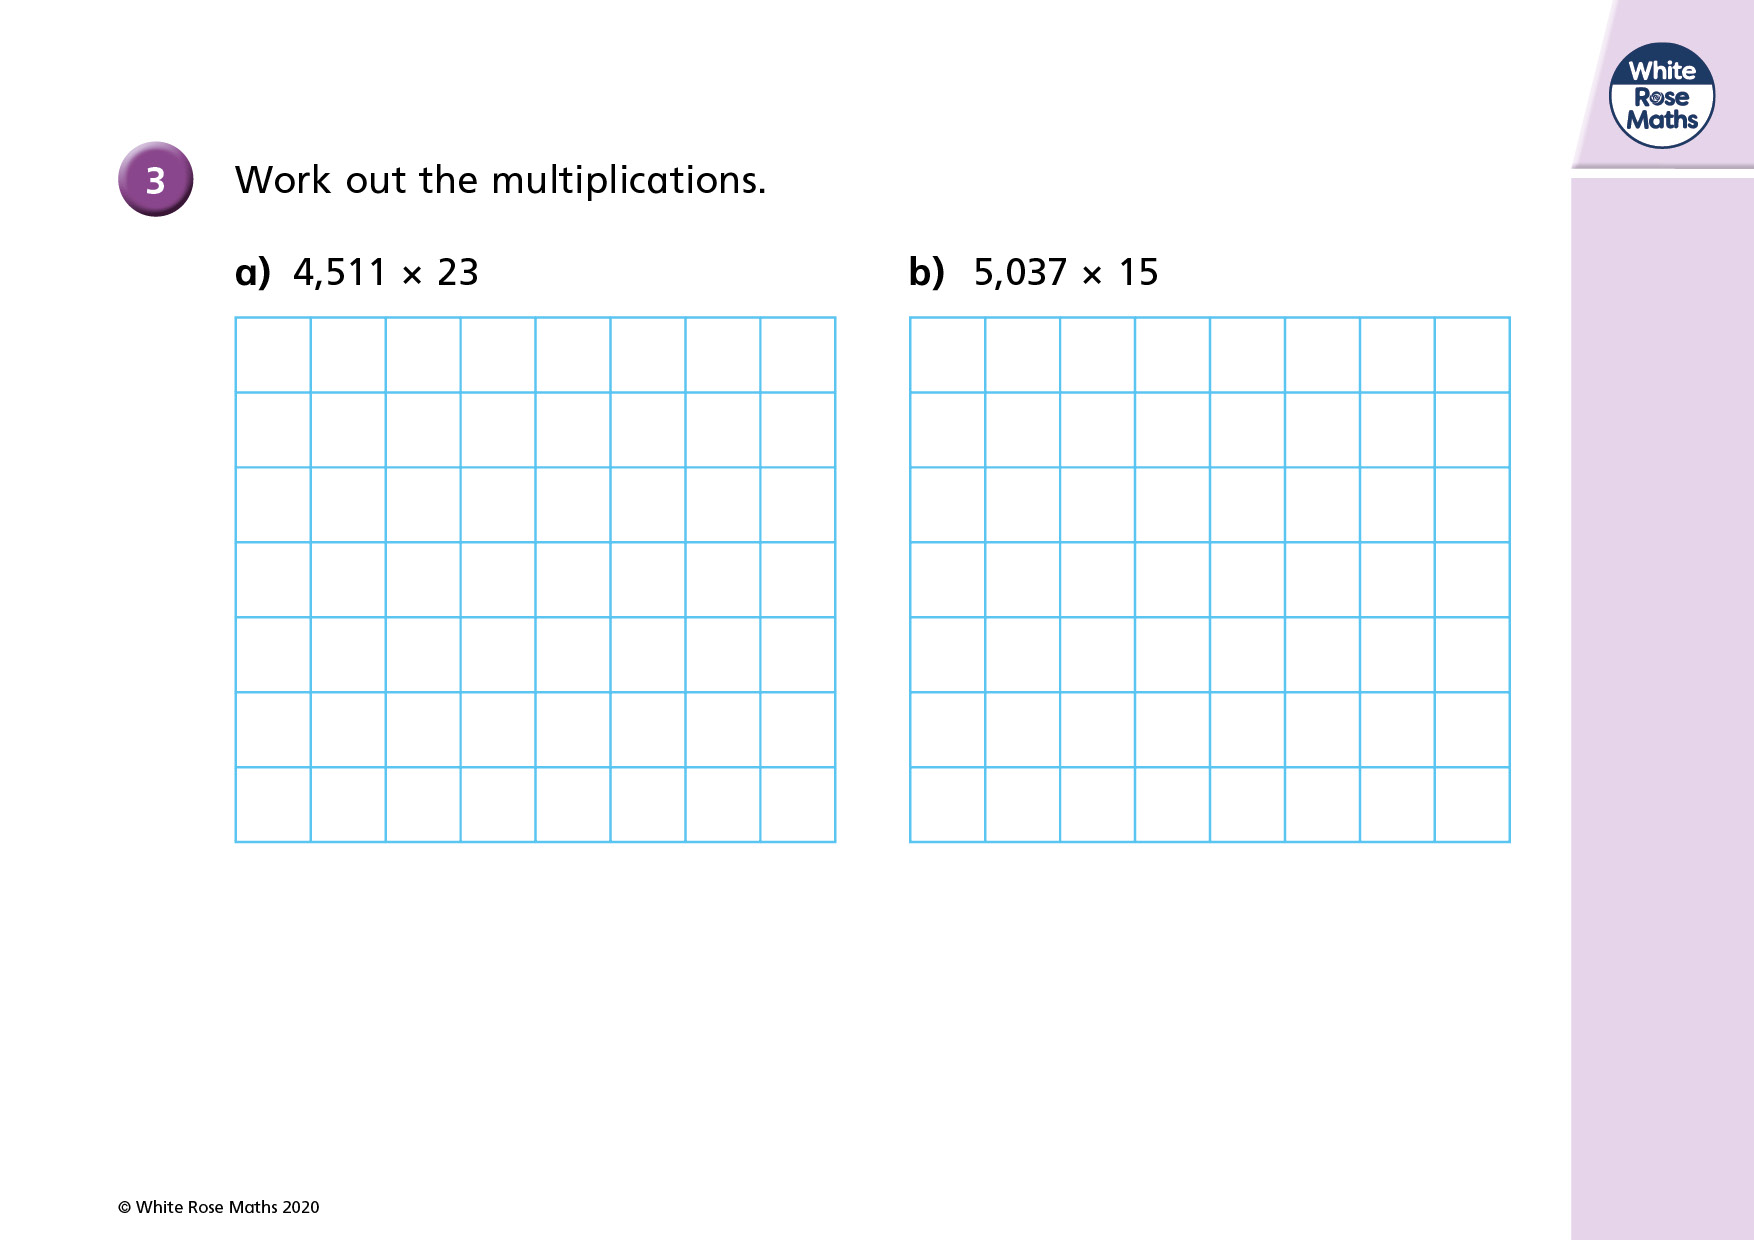 White
Rose
Maths
3 Work out the multiplications.
a) 4,511 × 23
b) 5,037 × 15
© White Rose Maths 2020